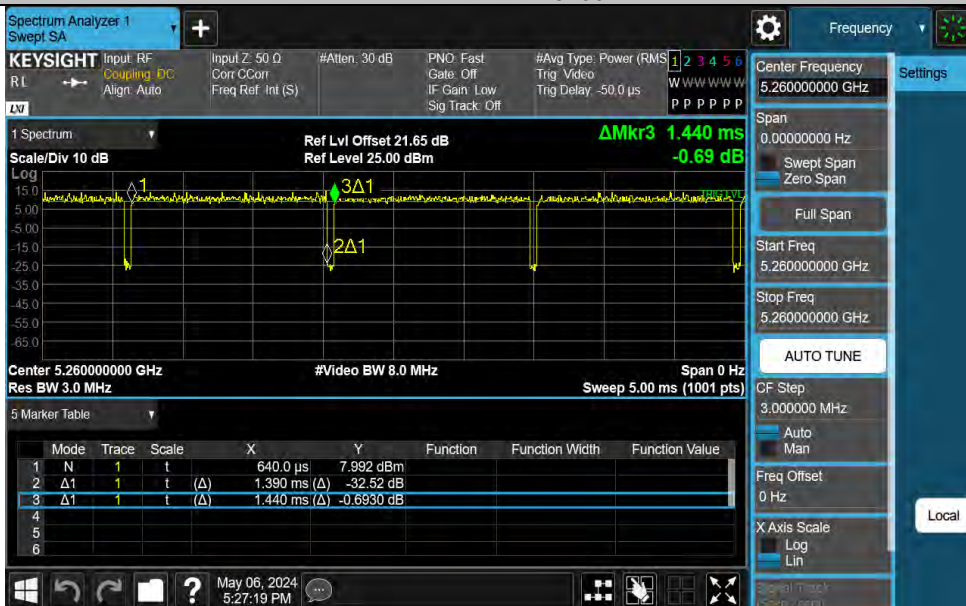 Spectrum Analyzer 1
Swept SA
+
Frequency
KEYSIGHT
RL
LXI
Input: RF
Coupling: DC
Align: Auto
Input Z: 50 Ω
Corr CCorr
Freq Ref: Int (S)
#Atten: 30 dB
PNO: Fast
Gate: Off
IF Gain: Low
Sig Track: Off
#Avg Type: Power (RMS
Trig: Video
Trig Delay: -50.0 µs
1 2 3 4 5 6
W W W W W W
P P P P P P
1 Spectrum
Scale/Div 10 dB
Ref Lvl Offset 21.65 dB
Ref Level 25.00 dBm
ΔMkr3 1.440 ms
-0.69 dB
Log
15.0
5.00
-5.00
-15.0
-25.0
-35.0
-45.0
-55.0
-65.0
1
3Δ1
2Δ1
TRIG LVL
Center 5.260000000 GHz
#Video BW 8.0 MHz
Span 0 Hz
Res BW 3.0 MHz
Sweep 5.00 ms (1001 pts)
5 Marker Table
Mode Trace Scale X Y Function Function Width Function Value
1 N 1 t 640.0 µs 7.992 dBm
2 Δ1 1 t (Δ) 1.390 ms (Δ) -32.52 dB
3 Δ1 1 t (Δ) 1.440 ms (Δ) -0.6930 dB
4
5
6
?
May 06, 2024
5:27:19 PM
Center Frequency
5.260000000 GHz
Span
0.00000000 Hz
Swept Span
Zero Span
Full Span
Start Freq
5.260000000 GHz
Stop Freq
5.260000000 GHz
AUTO TUNE
CF Step
3.000000 MHz
Auto
Man
Freq Offset
0 Hz
X Axis Scale
Log
Lin
Signal Track
Settings
Local